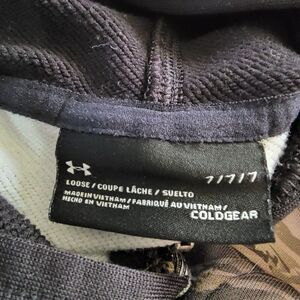 LOOSE / COUPE LÂCHE / SUELTO
MADE IN VIETNAM / FABRIQUÉ AU VIETNAM /
HECHO EN VIETNAM
COLDGEAR